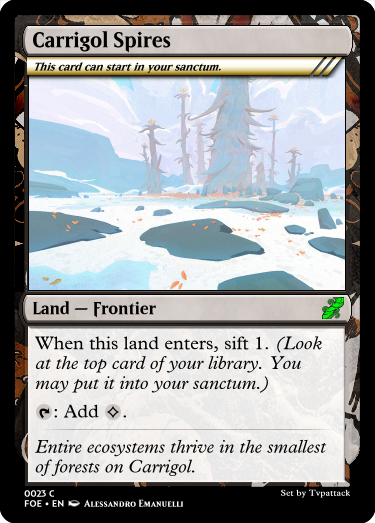 Carrigol Spires
This card can start in your sanctum.
Land — Frontier
When this land enters, sift 1. (Look
at the top card of your library. You
may put it into your sanctum.)
: Add .
Entire ecosystems thrive in the smallest
of forests on Carrigol.
0023 C
FOE • EN Alessandro Emanuelli
Set by Tvpattack